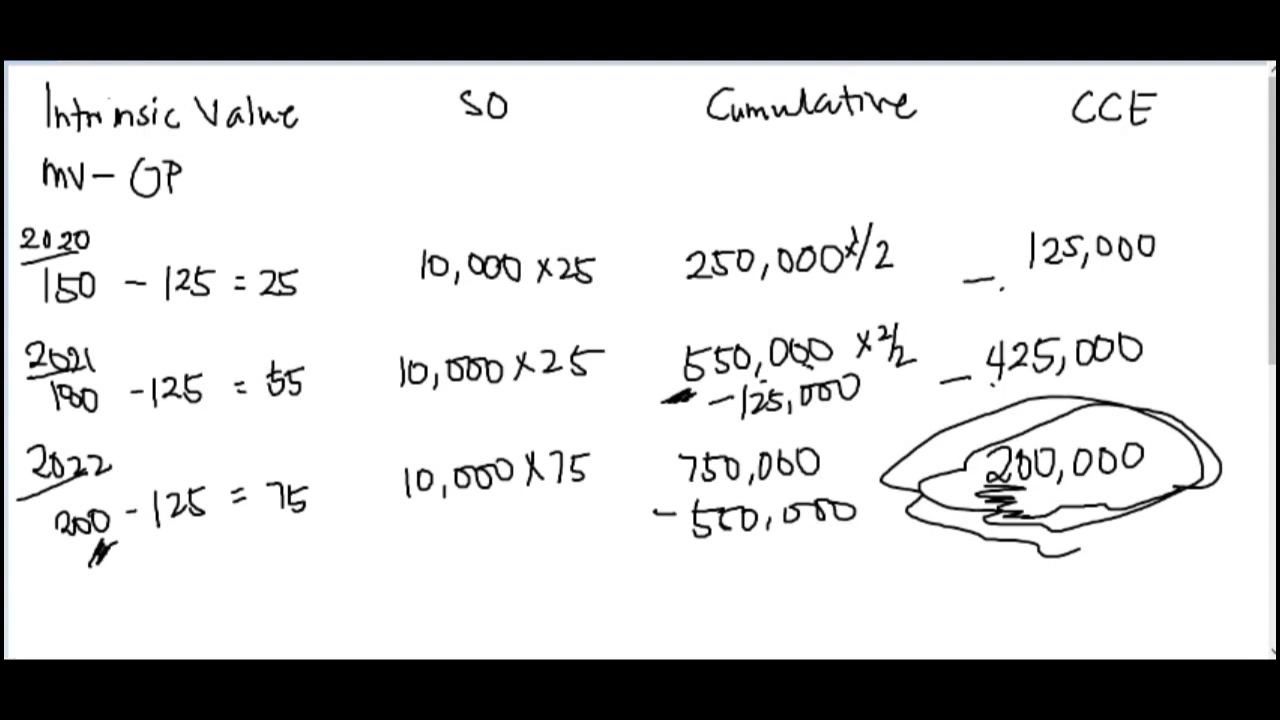 Intrinsic Value SO Cumulative CCE
MV - OP
2020
150 - 125 = 25 10,000 x 25 250,000 x 1/2 - 125,000
2021
180 - 125 = 55 10,000 x 25 550,000 x 2/2 - 425,000
- 125,000
2022
200 - 125 = 75 10,000 x 75 750,000 200,000
- 550,000